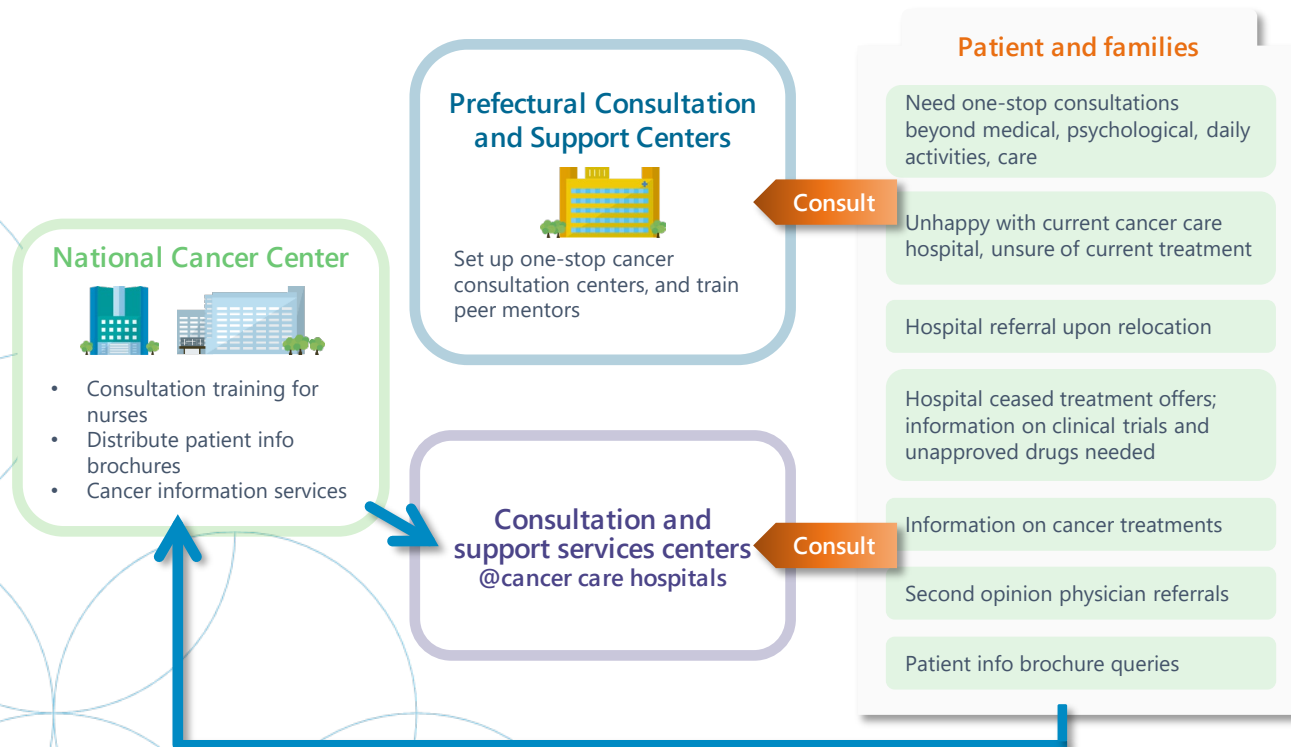 Patient and families
Prefectural Consultation
and Support Centers
Set up one-stop cancer
consultation centers, and train
peer mentors
National Cancer Center
• Consultation training for
nurses
• Distribute patient info
brochures
• Cancer information services
Consultation and
support services centers
@cancer care hospitals
Consult
Consult
Need one-stop consultations
beyond medical, psychological, daily
activities, care
Unhappy with current cancer care
hospital, unsure of current treatment
Hospital referral upon relocation
Hospital ceased treatment offers;
information on clinical trials and
unapproved drugs needed
Information on cancer treatments
Second opinion physician referrals
Patient info brochure queries